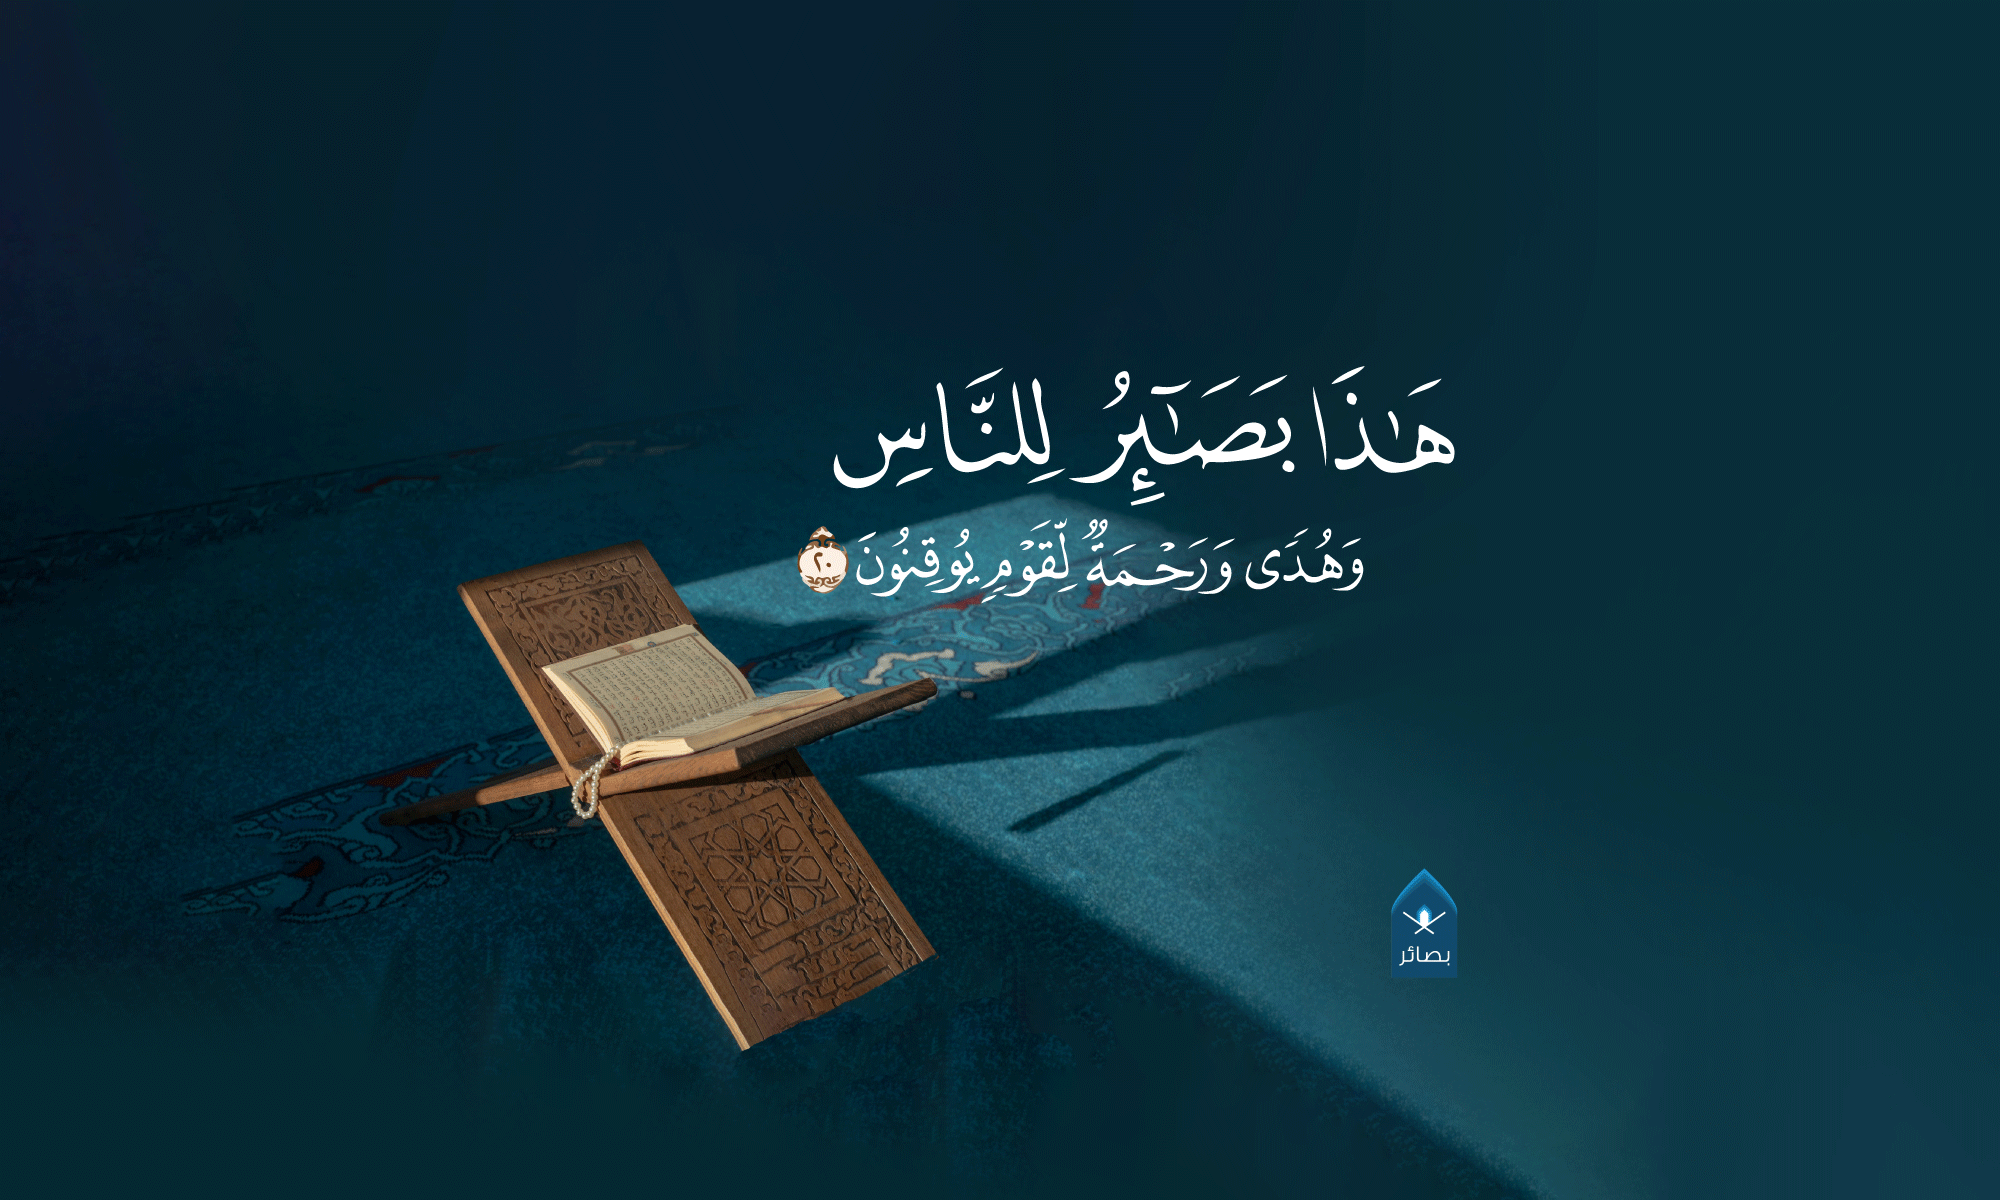 هَـٰذَا بَصَـٰٓئِرُ لِلنَّاسِ
وَهُدًى وَرَحْمَةٌ لِّقَوْمٍ يُوقِنُونَ ٢٠
بصائر